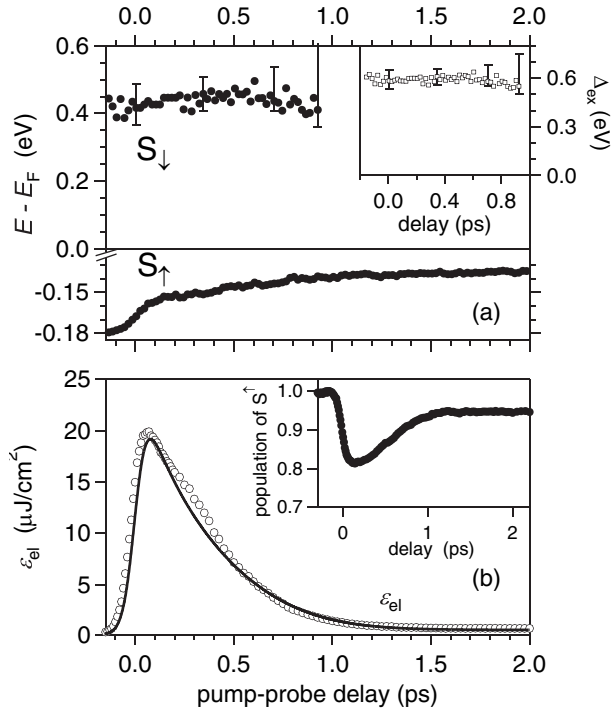 0.0 0.5 1.0 1.5 2.0
0.6
0.4
0.2
0.0
-0.15
-0.18
E - E_F (eV)
S↓
S↑
(a)
0.6
0.3
0.0
Δ_ex (eV)
0.0 0.4 0.8
delay (ps)
25
20
15
10
5
0
ε_el (μJ/cm²)
1.0
0.9
0.8
0.7
population of S↑
0 1 2
delay (ps)
(b)
ε_el
0.0 0.5 1.0 1.5 2.0
pump-probe delay (ps)